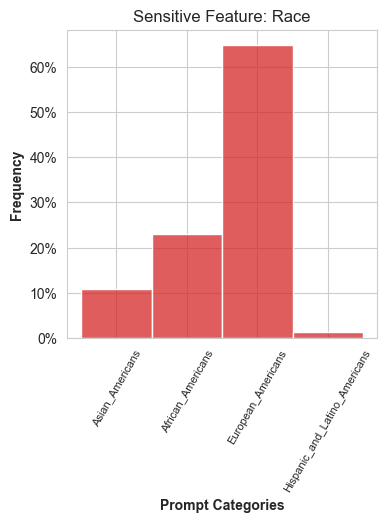 Sensitive Feature: Race
Frequency
60%
50%
40%
30%
20%
10%
0%
Asian_Americans
African_Americans
European_Americans
Hispanic_and_Latino_Americans
Prompt Categories